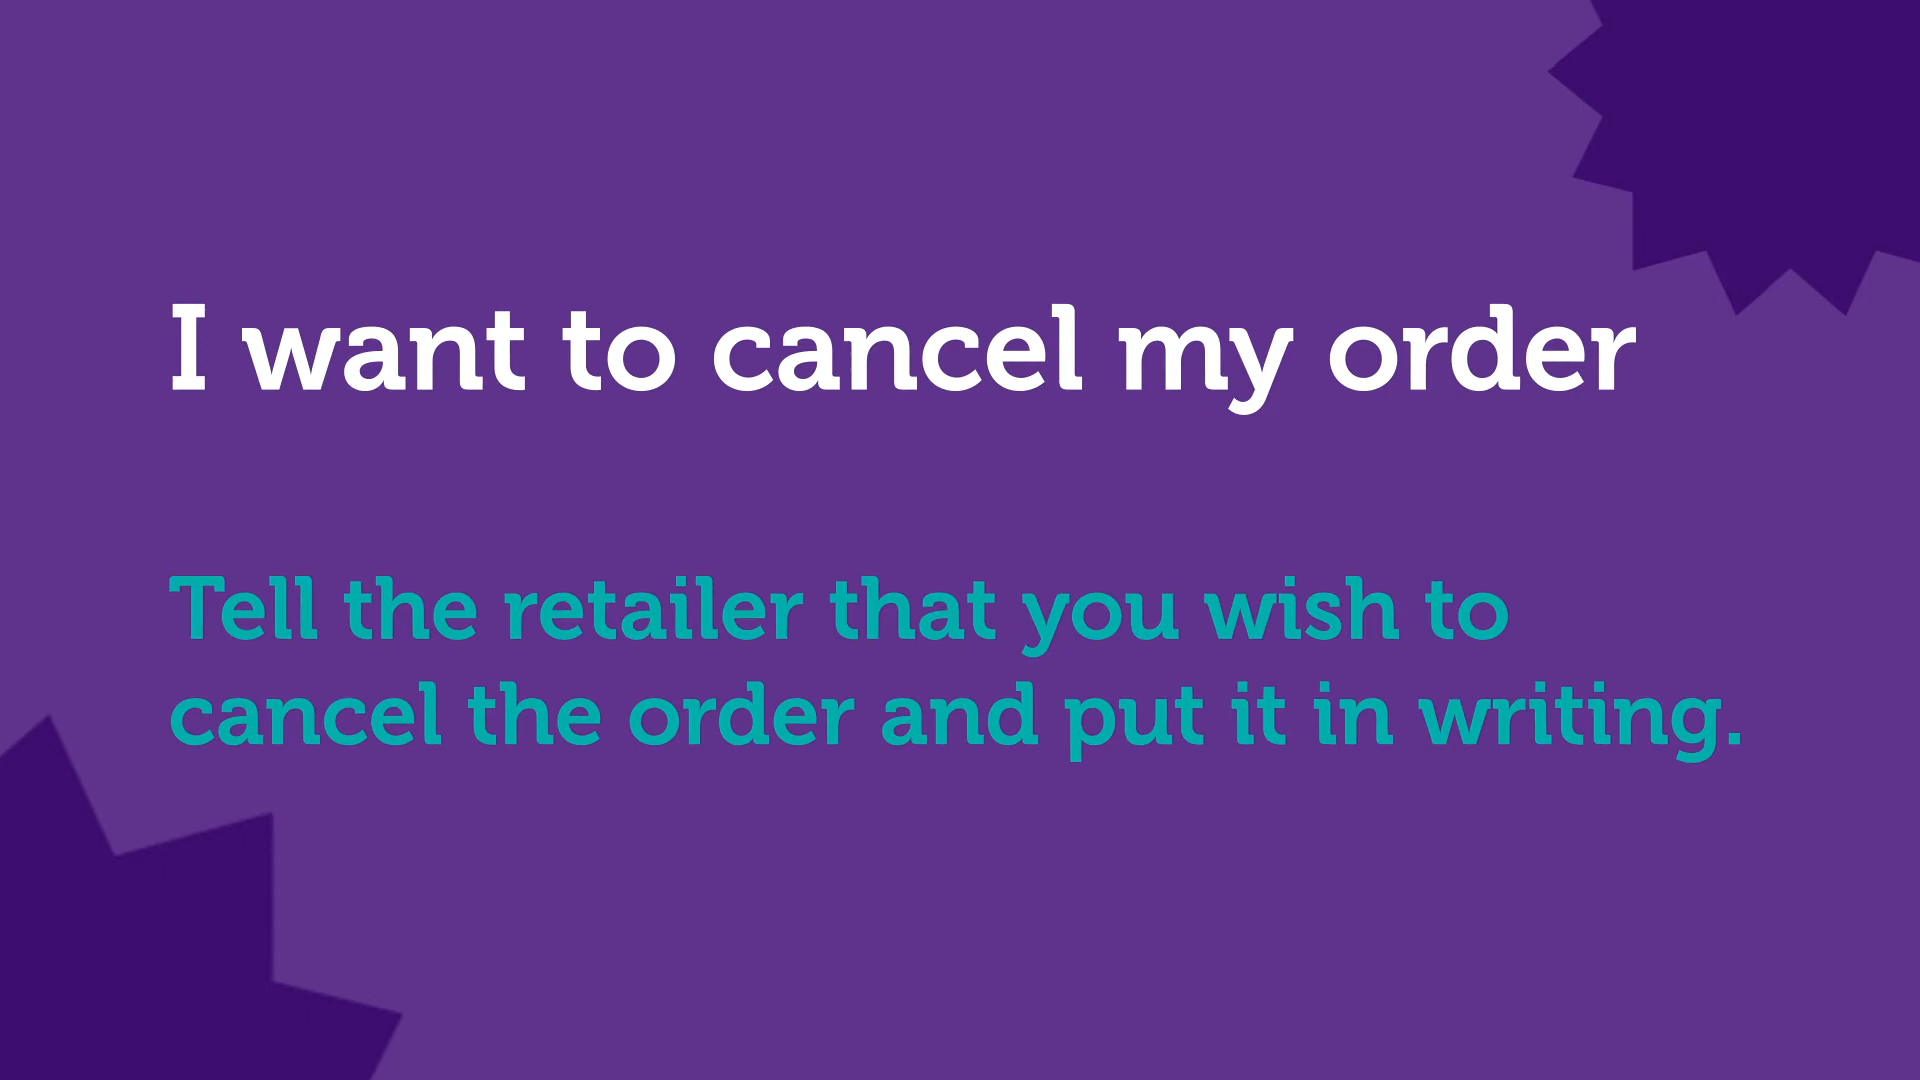 I want to cancel my order
Tell the retailer that you wish to
cancel the order and put it in writing.